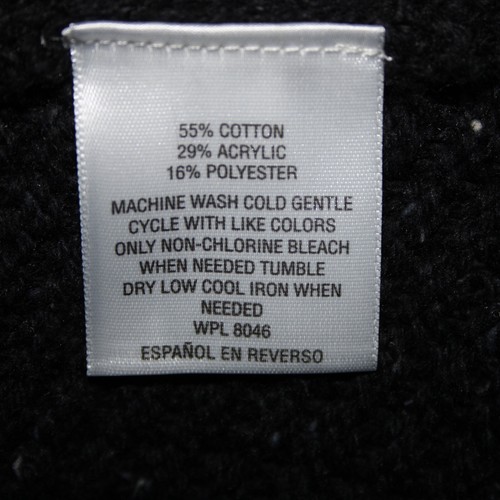 55% COTTON
29% ACRYLIC
16% POLYESTER
MACHINE WASH COLD GENTLE
CYCLE WITH LIKE COLORS
ONLY NON-CHLORINE BLEACH
WHEN NEEDED TUMBLE
DRY LOW COOL IRON WHEN
NEEDED
WPL 8046
ESPAÑOL EN REVERSO